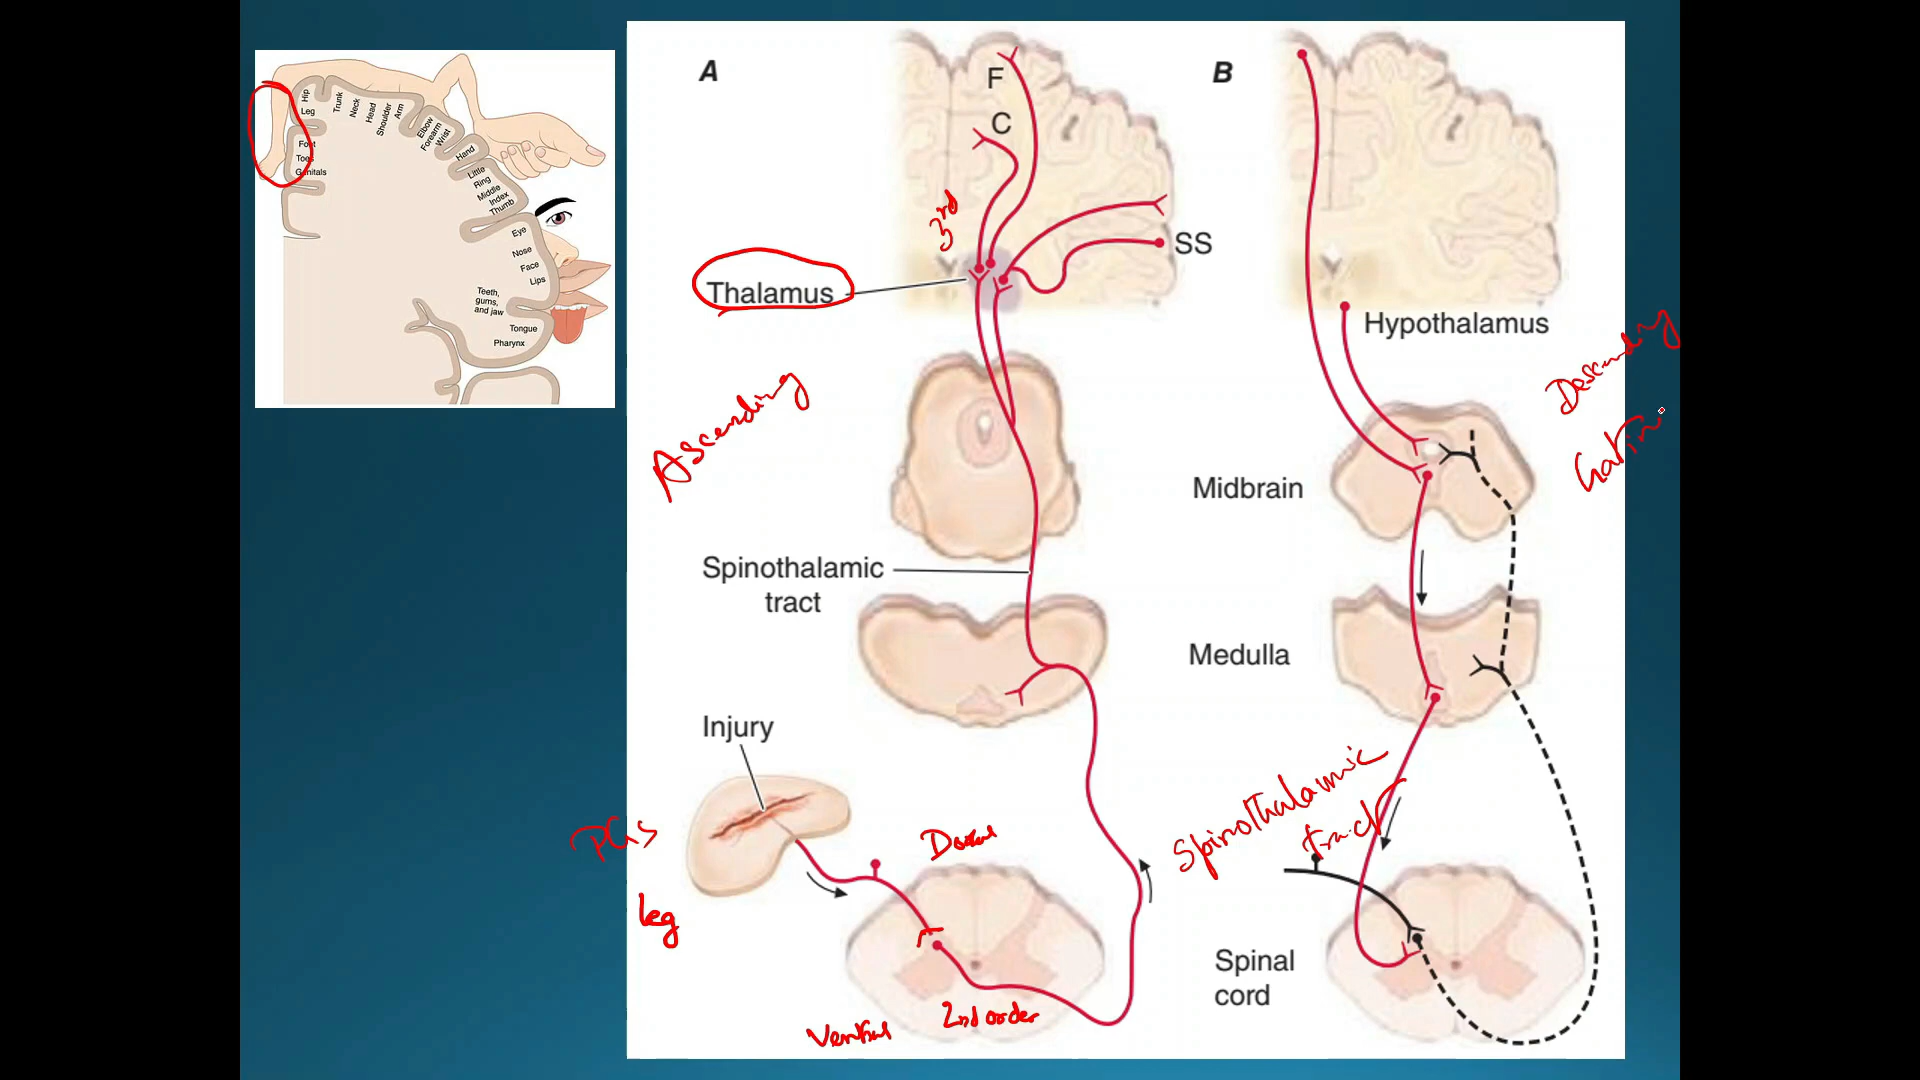 Hip
Leg
Foot
Toes
Genitals
Trunk
Neck
Head
Shoulder
Arm
Elbow
Forearm
Wrist
Hand
Little
Ring
Middle
Index
Thumb
Eye
Nose
Face
Lips
Teeth,
gums,
and jaw
Tongue
Pharynx
A
F
C
3rd
SS
Thalamus
Ascending
Spinothalamic
tract
Injury
PGs
leg
Dorsal
Ventral
2nd order
B
Hypothalamus
Descending
Gatin
Midbrain
Medulla
Spinothalamic
tract
Spinal
cord